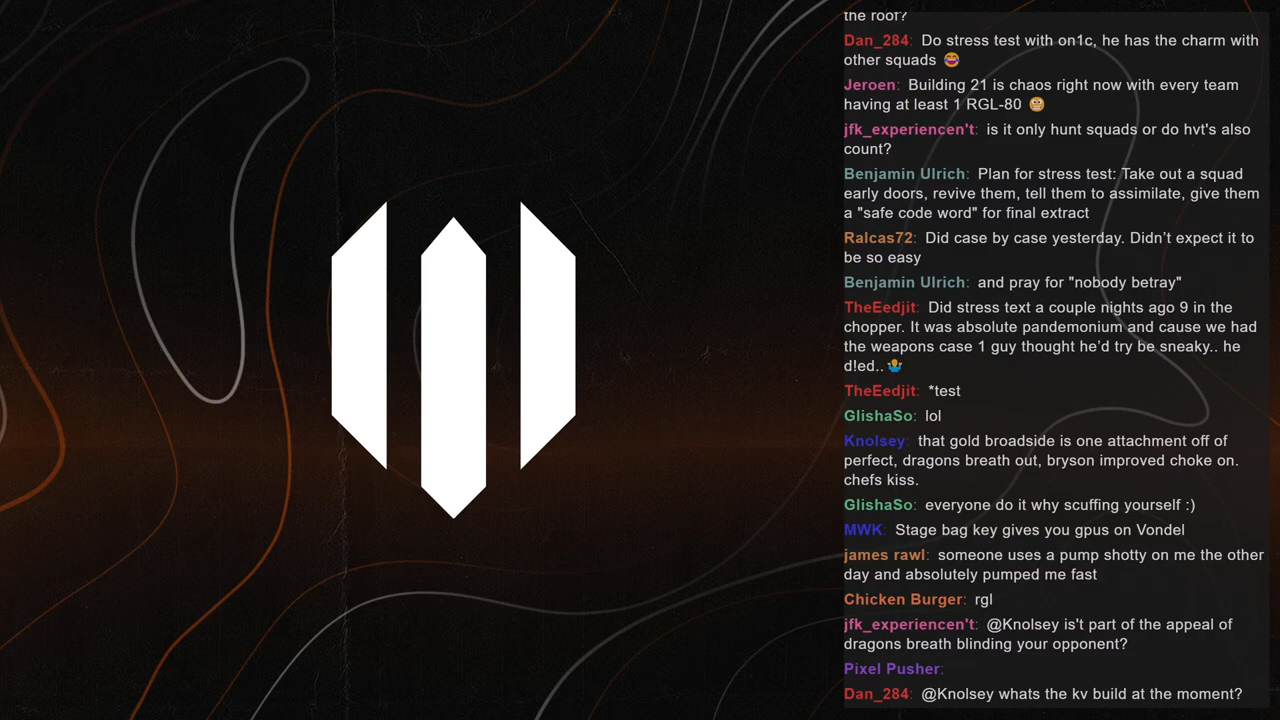 the roof?
Dan_284: Do stress test with on1c, he has the charm with
other squads 😂
Jeroen: Building 21 is chaos right now with every team
having at least 1 RGL-80 😬
jfk_experiencen't: is it only hunt squads or do hvt's also
count?
Benjamin Ulrich: Plan for stress test: Take out a squad
early doors, revive them, tell them to assimilate, give them
a "safe code word" for final extract
Ralcas72: Did case by case yesterday. Didn’t expect it to
be so easy
Benjamin Ulrich: and pray for "nobody betray"
TheEedjit: Did stress text a couple nights ago 9 in the
chopper. It was absolute pandemonium and cause we had
the weapons case 1 guy thought he’d try be sneaky.. he
d!ed..🤷‍♂️
TheEedjit: *test
GlishaSo: lol
Knolsey: that gold broadside is one attachment off of
perfect, dragons breath out, bryson improved choke on.
chefs kiss.
GlishaSo: everyone do it why scuffing yourself :)
MWK: Stage bag key gives you gpus on Vondel
james rawl: someone uses a pump shotty on me the other
day and absolutely pumped me fast
Chicken Burger: rgl
jfk_experiencen't: @Knolsey is't part of the appeal of
dragons breath blinding your opponent?
Pixel Pusher:
Dan_284: @Knolsey whats the kv build at the moment?